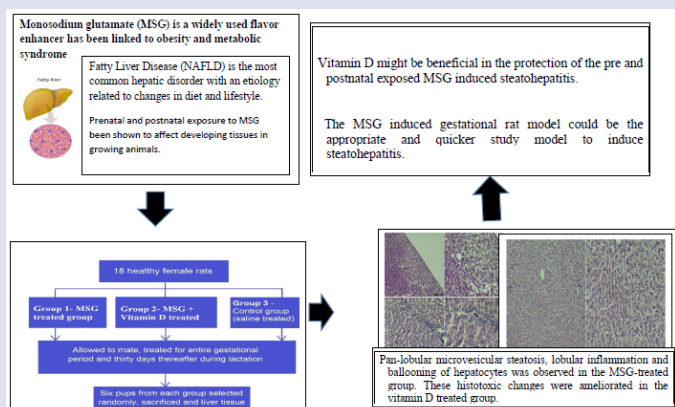 Monosodium glutamate (MSG) is a widely used flavor
enhancer has been linked to obesity and metabolic
syndrome
Fatty liver
Fatty Liver Disease (NAFLD) is the most
common hepatic disorder with an etiology
related to changes in diet and lifestyle.
Prenatal and postnatal exposure to MSG
been shown to affect developing tissues in
growing animals.
18 healthy female rats
Group 1- MSG
treated group
Group 2- MSG +
Vitamin D treated
Group 3 -
Control group
(saline treated)
Allowed to mate, treated for entire gestational
period and thirty days thereafter during lactation
Six pups from each group selected
randomly, sacrificed and liver tissue
Pan-lobular microvesicular steatosis, lobular inflammation and
ballooning of hepatocytes was observed in the MSG-treated
group. These histotoxic changes were ameliorated in the
vitamin D treated group.
Vitamin D might be beneficial in the protection of the pre and
postnatal exposed MSG induced steatohepatitis.
The MSG induced gestational rat model could be the
appropriate and quicker study model to induce
steatohepatitis.